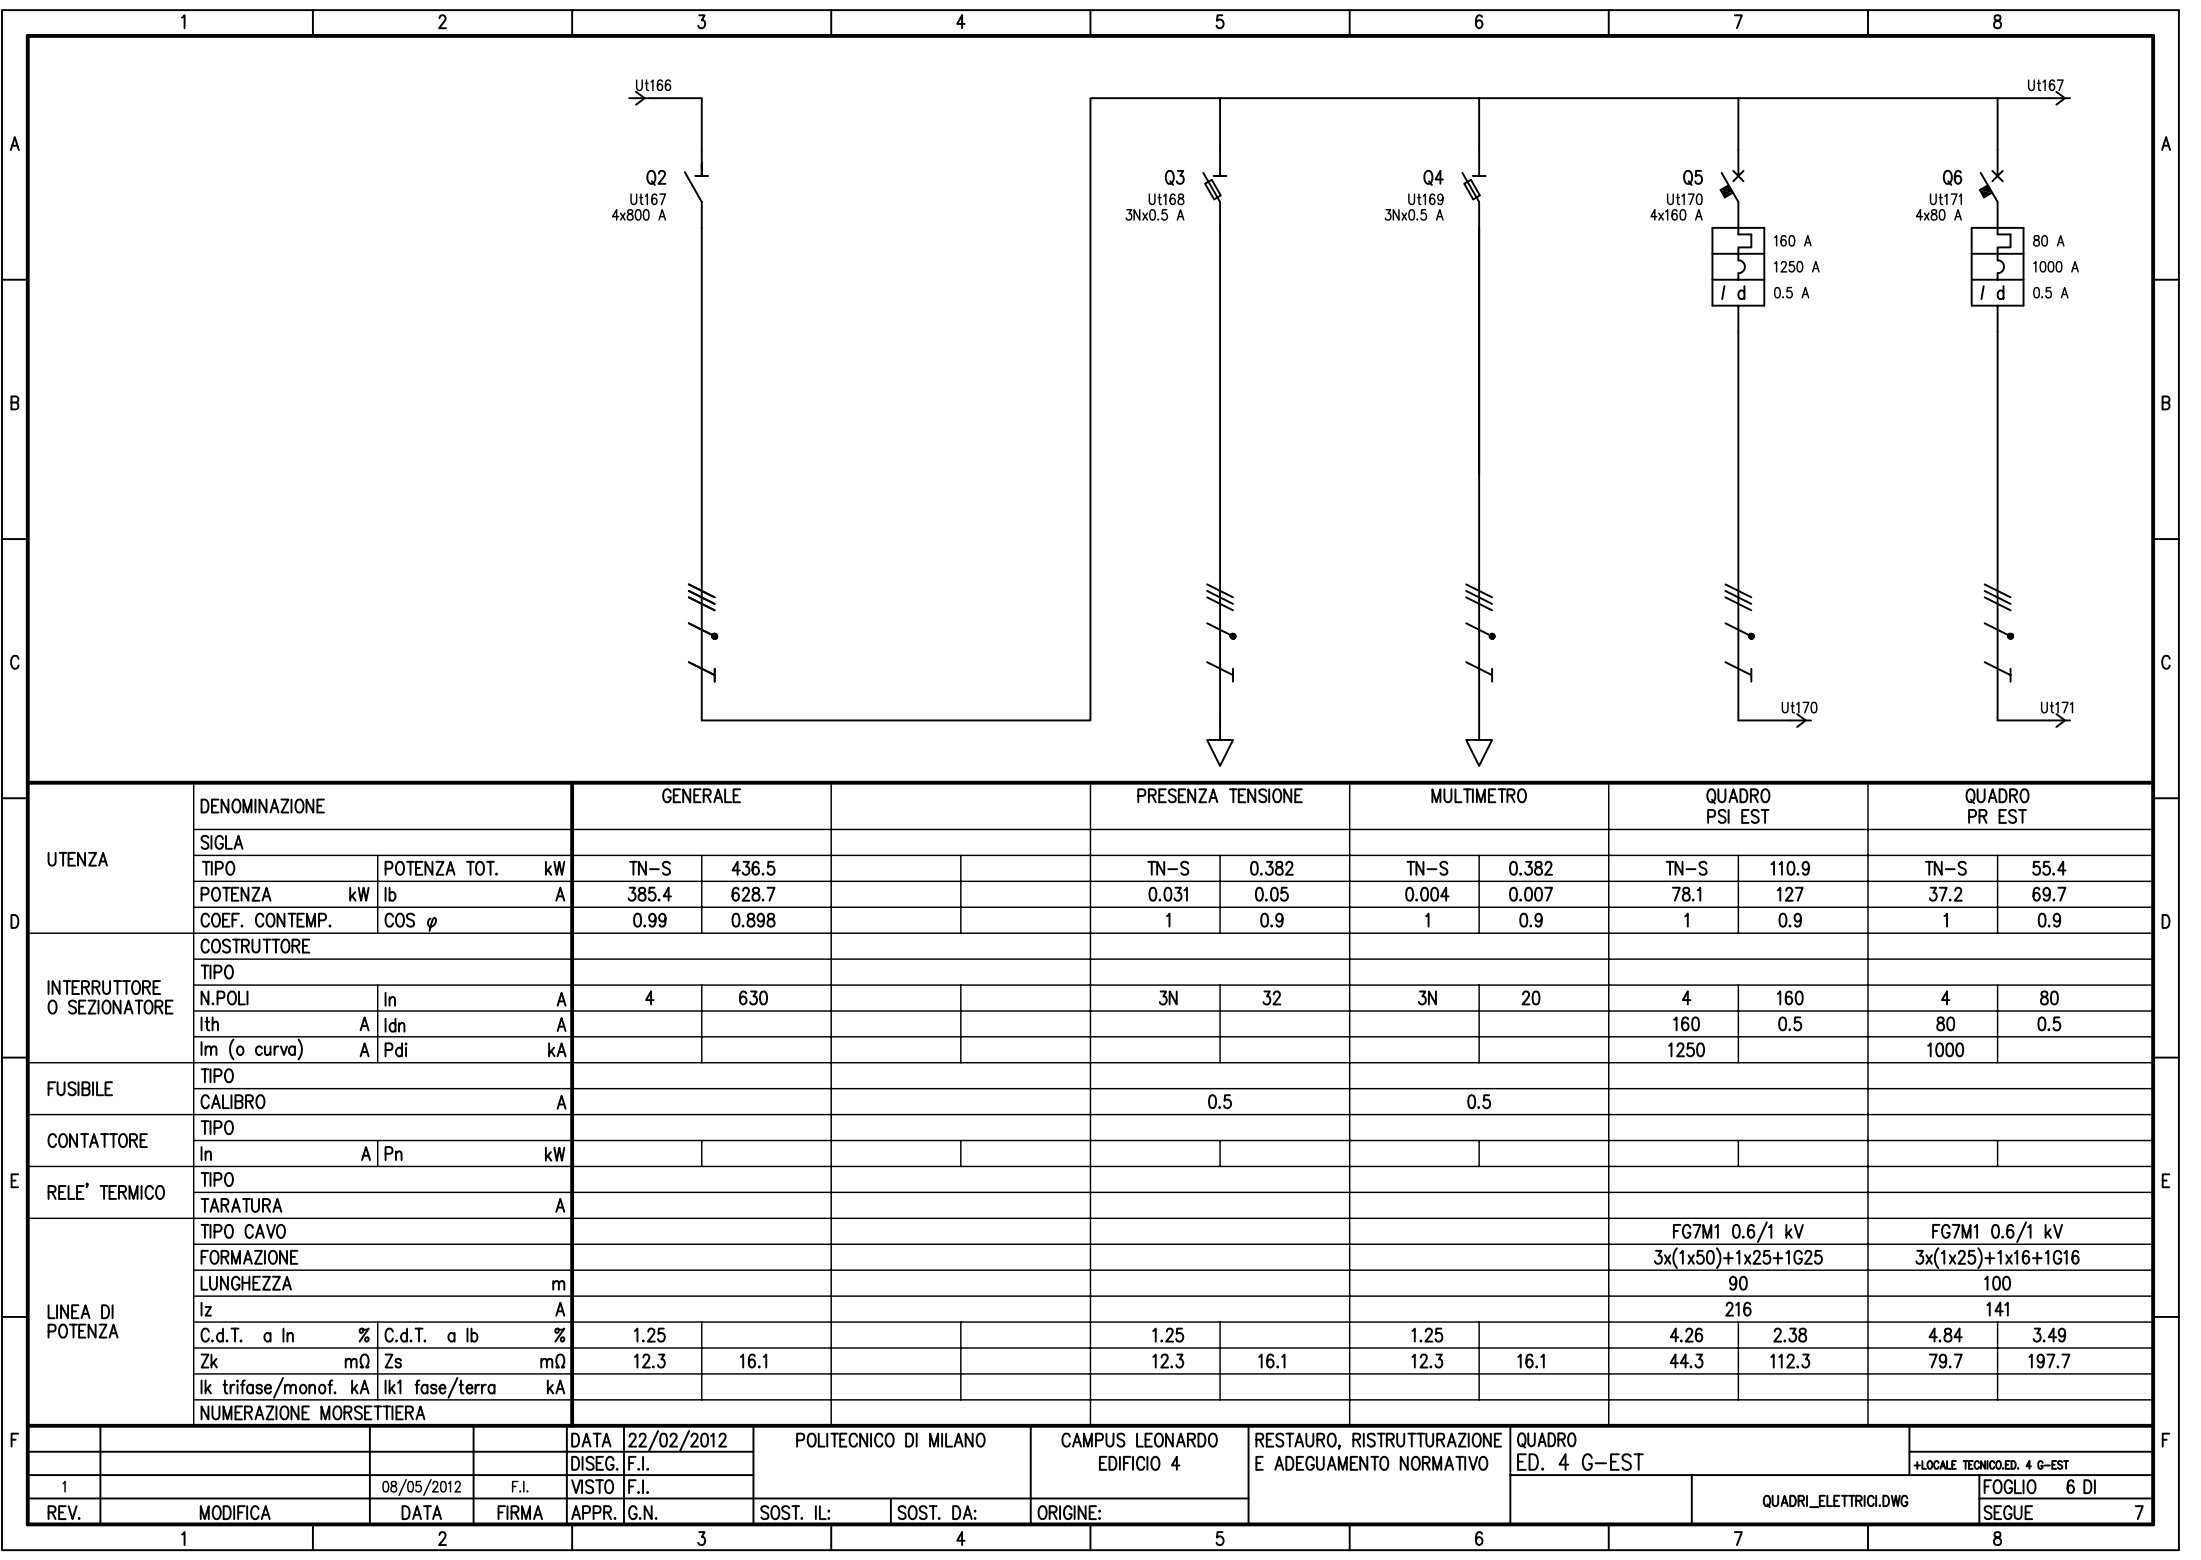 1 2 3 4 5 6 7 8
Ut166
Ut167
A A
Q2
Ut167
4x800 A
Q3
Ut168
3Nx0.5 A
Q4
Ut169
3Nx0.5 A
Q5
Ut170
4x160 A
160 A
1250 A
I d 0.5 A
Q6
Ut171
4x80 A
80 A
1000 A
I d 0.5 A
B B
C C
Ut170
Ut171
UTENZA
DENOMINAZIONE GENERALE PRESENZA TENSIONE MULTIMETRO QUADRO PSI EST QUADRO PR EST
SIGLA
TIPO POTENZA TOT. kW TN-S 436.5 TN-S 0.382 TN-S 0.382 TN-S 110.9 TN-S 55.4
POTENZA kW Ib A 385.4 628.7 0.031 0.05 0.004 0.007 78.1 127 37.2 69.7
D COEF. CONTEMP. COS φ 0.99 0.898 1 0.9 1 0.9 1 0.9 1 0.9 D
INTERRUTTORE
O SEZIONATORE
COSTRUTTORE
TIPO
N.POLI In A 4 630 3N 32 3N 20 4 160 4 80
Ith A Idn A 160 0.5 80 0.5
Im (o curva) A Pdi kA 1250 1000
FUSIBILE
TIPO
CALIBRO A 0.5 0.5
CONTATTORE
TIPO
In A Pn kW
E E
RELE' TERMICO
TIPO
TARATURA A
LINEA DI
POTENZA
TIPO CAVO FG7M1 0.6/1 kV FG7M1 0.6/1 kV
FORMAZIONE 3x(1x50)+1x25+1G25 3x(1x25)+1x16+1G16
LUNGHEZZA m 90 100
Iz A 216 141
C.d.T. a In % C.d.T. a Ib % 1.25 1.25 1.25 4.26 2.38 4.84 3.49
Zk mΩ Zs mΩ 12.3 16.1 12.3 16.1 12.3 16.1 44.3 112.3 79.7 197.7
Ik trifase/monof. kA Ik1 fase/terra kA
NUMERAZIONE MORSETTIERA
F F
DATA 22/02/2012
DISEG. F.I.
1 08/05/2012 F.I. VISTO F.I.
REV. MODIFICA DATA FIRMA APPR. G.N.
POLITECNICO DI MILANO
SOST. IL: SOST. DA:
CAMPUS LEONARDO
EDIFICIO 4
ORIGINE:
RESTAURO, RISTRUTTURAZIONE
E ADEGUAMENTO NORMATIVO
QUADRO
ED. 4 G-EST
+LOCALE TECNICO.ED. 4 G-EST
QUADRI_ELETTRICI.DWG
FOGLIO 6 DI
SEGUE 7
1 2 3 4 5 6 7 8